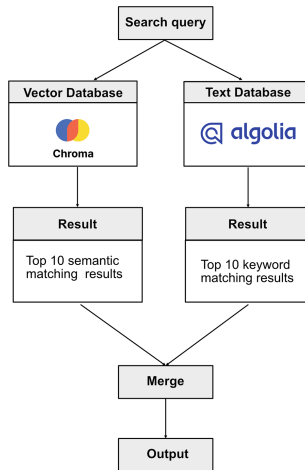 Search query
Vector Database
Chroma
Text Database
algolia
Result
Top 10 semantic
matching results
Result
Top 10 keyword
matching results
Merge
Output